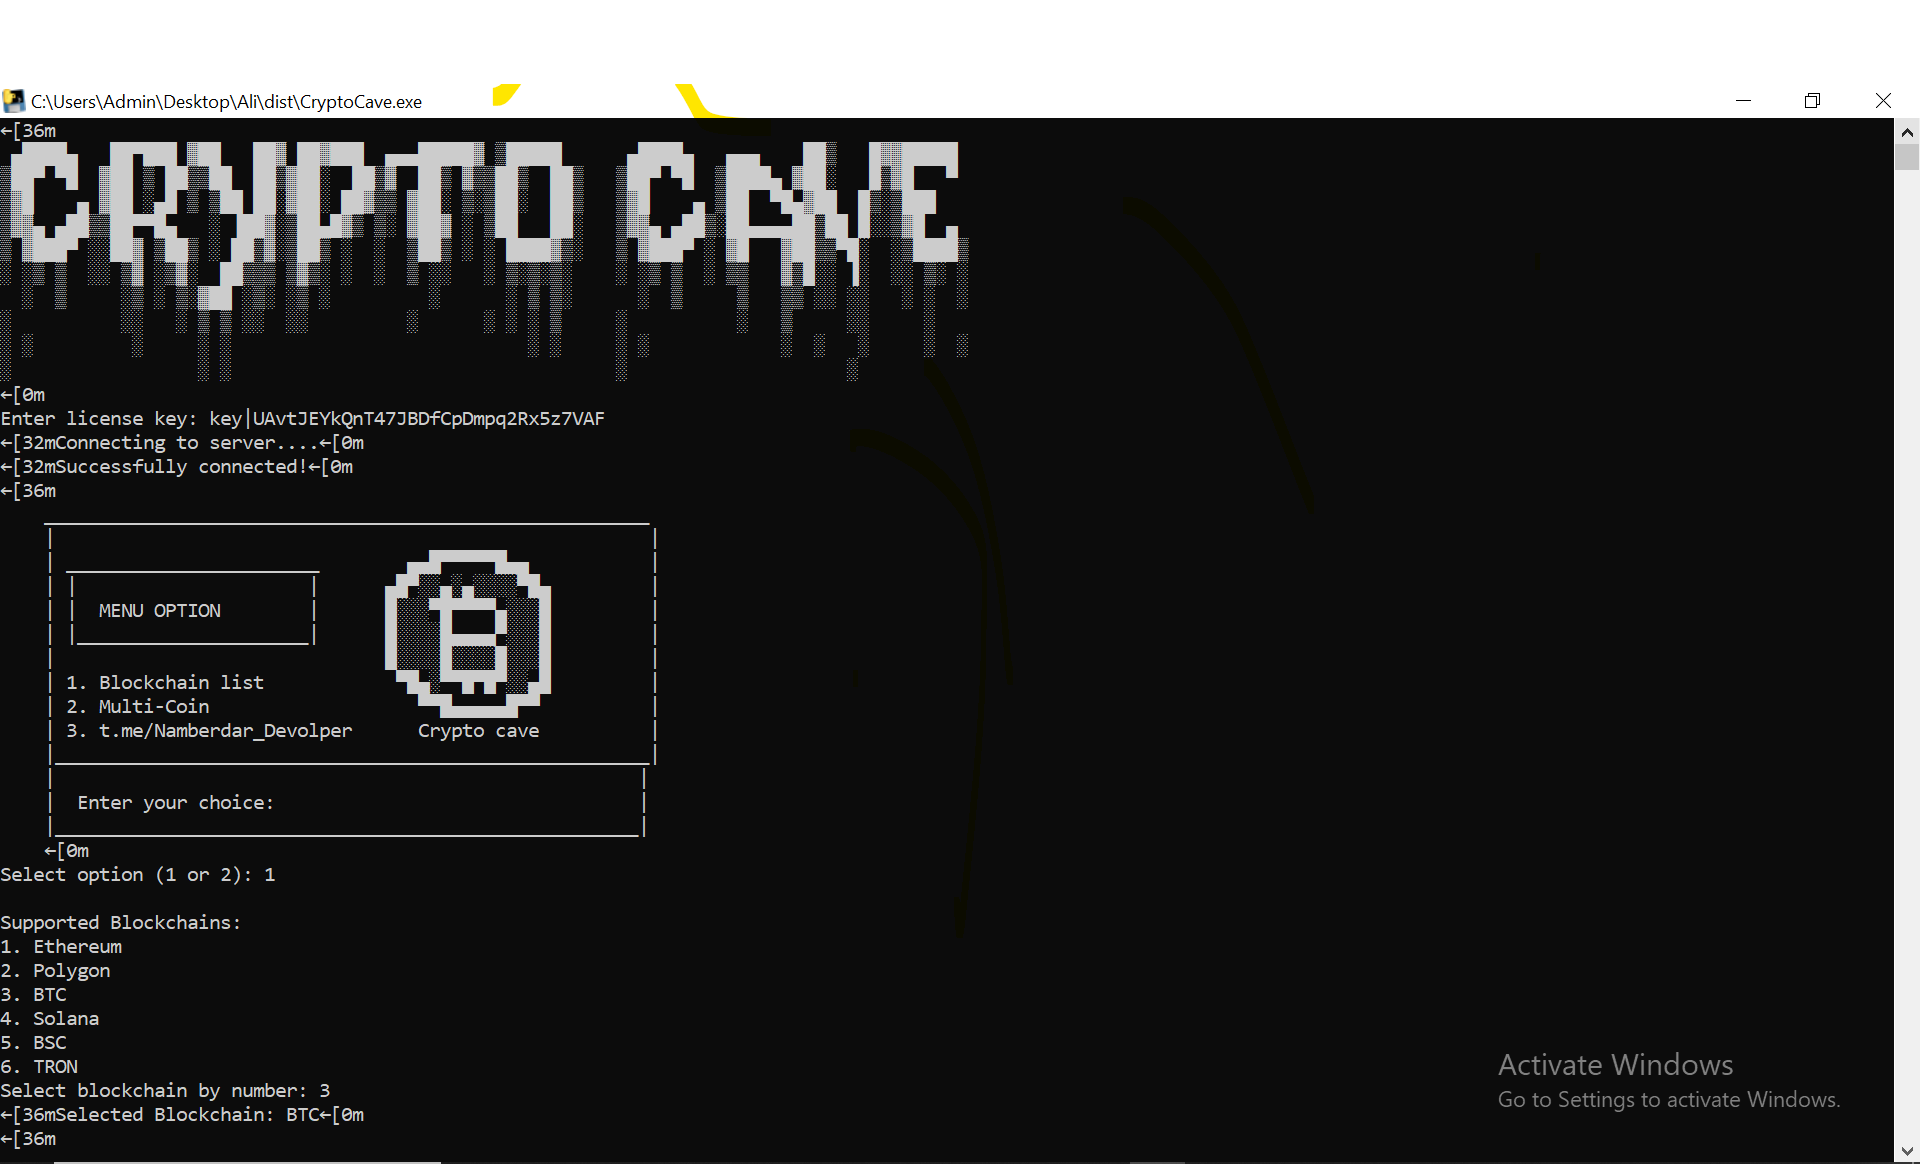 C:\Users\Admin\Desktop\Ali\dist\CryptoCave.exe
←[36m
CRYPTO CAVE
←[0m
Enter license key: key|UAvtJEYkQnT47JBDfCpDmpq2Rx5z7VAF
←[32mConnecting to server....←[0m
←[32mSuccessfully connected!←[0m
←[36m
MENU OPTION
1. Blockchain list
2. Multi-Coin
3. t.me/Namberdar_Devolper
Crypto cave
Enter your choice:
←[0m
Select option (1 or 2): 1
Supported Blockchains:
1. Ethereum
2. Polygon
3. BTC
4. Solana
5. BSC
6. TRON
Select blockchain by number: 3
←[36mSelected Blockchain: BTC←[0m
←[36m
Activate Windows
Go to Settings to activate Windows.